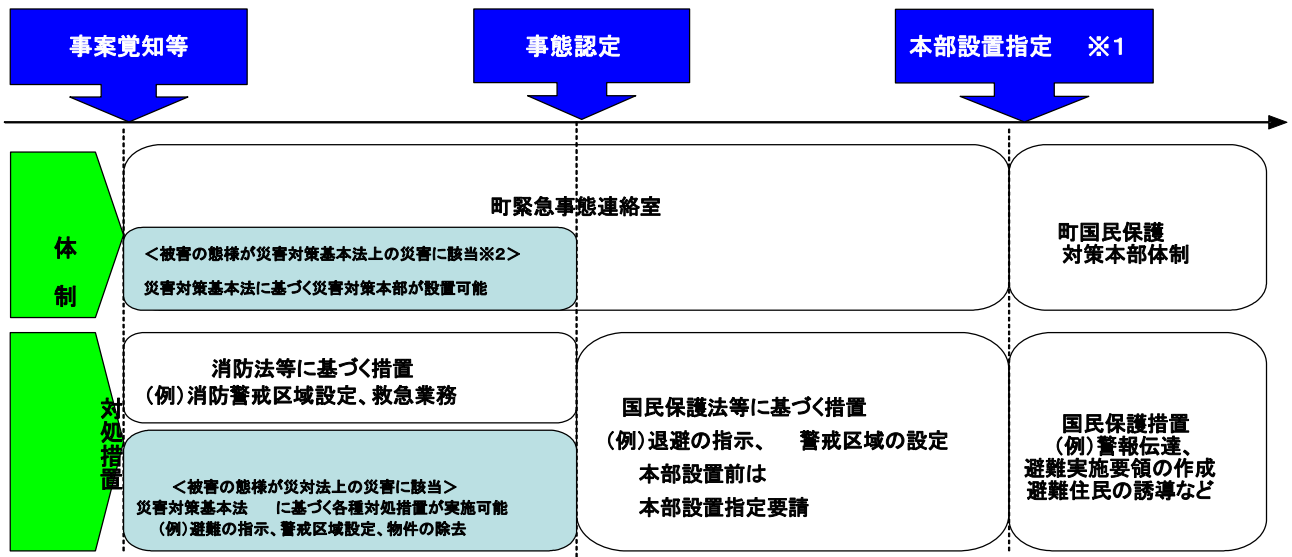 事案覚知等
事態認定
本部設置指定　※1
体
制
町緊急事態連絡室
＜被害の態様が災害対策基本法上の災害に該当※2＞
災害対策基本法に基づく災害対策本部が設置可能
町国民保護
対策本部体制
対処措置
消防法等に基づく措置
（例）消防警戒区域設定、救急業務
＜被害の態様が災対法上の災害に該当＞
災害対策基本法　に基づく各種対処措置が実施可能
（例）避難の指示、警戒区域設定、物件の除去
国民保護法等に基づく措置
（例）退避の指示、　警戒区域の設定
本部設置前は
本部設置指定要請
国民保護措置
（例）警報伝達、
避難実施要領の作成
避難住民の誘導など